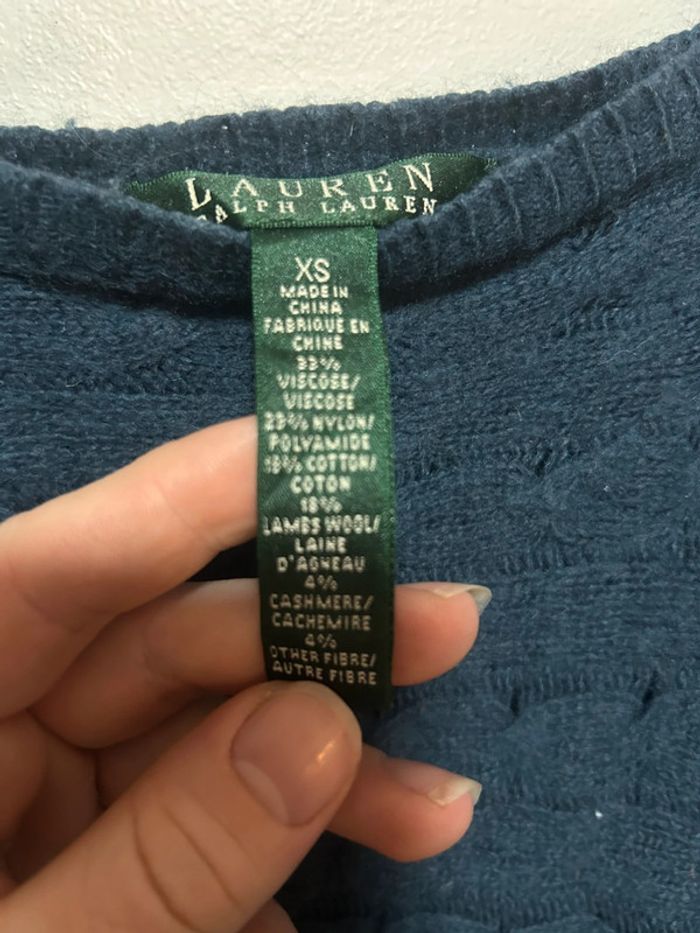 LAUREN
RALPH LAUREN
XS
MADE IN
CHINA
FABRIQUE EN
CHINE
33%
VISCOSE/
VISCOSE
23% NYLON/
POLYAMIDE
18% COTTON/
COTON
18%
LAMBS WOOL/
LAINE
D'AGNEAU
4%
CASHMERE/
CACHEMIRE
4%
OTHER FIBRE/
AUTRE FIBRE